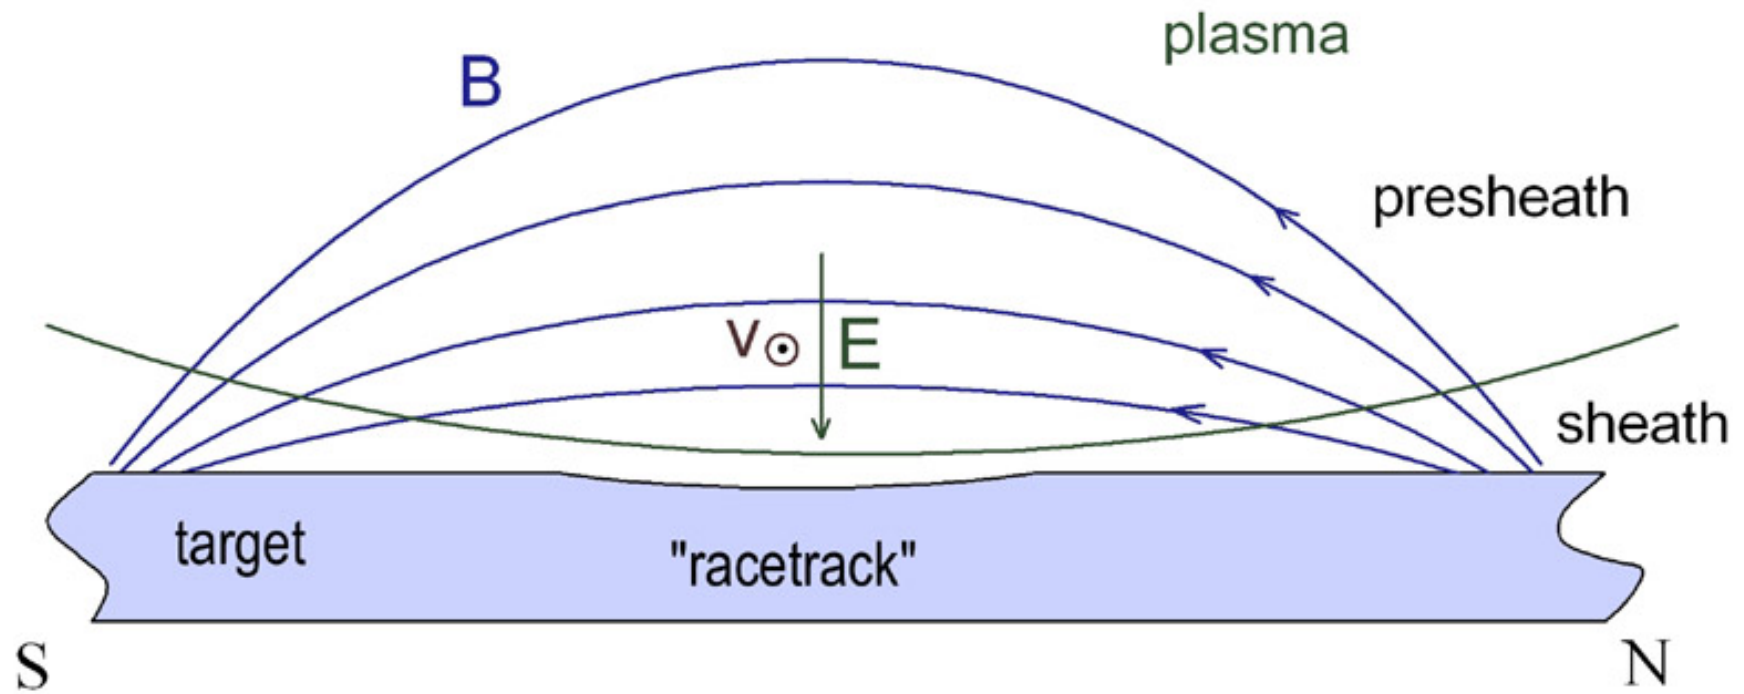 plasma
B
presheath
v E
sheath
target
"racetrack"
S
N